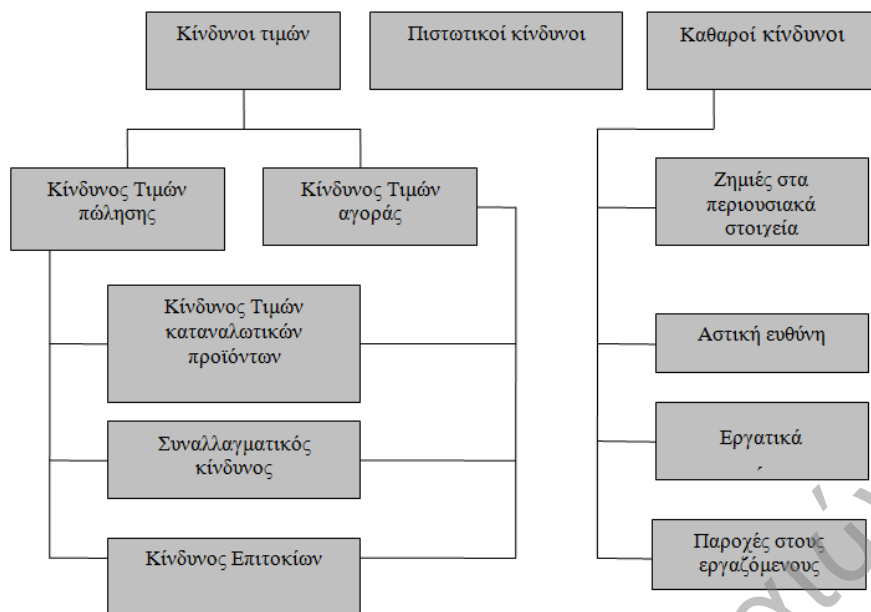 Κίνδυνοι τιμών
Πιστωτικοί κίνδυνοι
Καθαροί κίνδυνοι
Κίνδυνος Τιμών
πώλησης
Κίνδυνος Τιμών
αγοράς
Ζημιές στα
περιουσιακά
στοιχεία
Κίνδυνος Τιμών
καταναλωτικών
προϊόντων
Αστική ευθύνη
Συναλλαγματικός
κίνδυνος
Εργατικά
Κίνδυνος Επιτοκίων
Παροχές στους
εργαζόμενους